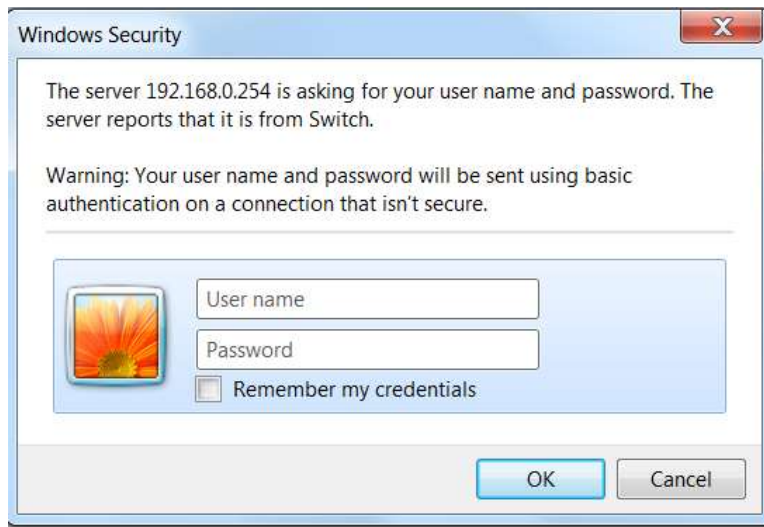 Windows Security
The server 192.168.0.254 is asking for your user name and password. The
server reports that it is from Switch.
Warning: Your user name and password will be sent using basic
authentication on a connection that isn't secure.
User name
Password
Remember my credentials
OK
Cancel